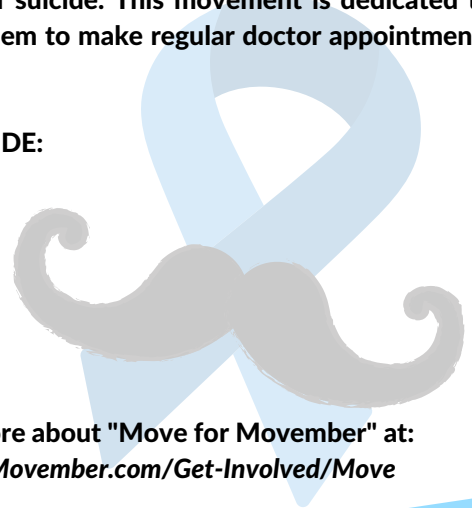 suicide. This movement is dedicated
em to make regular doctor appointmen
DE:
re about "Move for Movember" at:
Movember.com/Get-Involved/Move